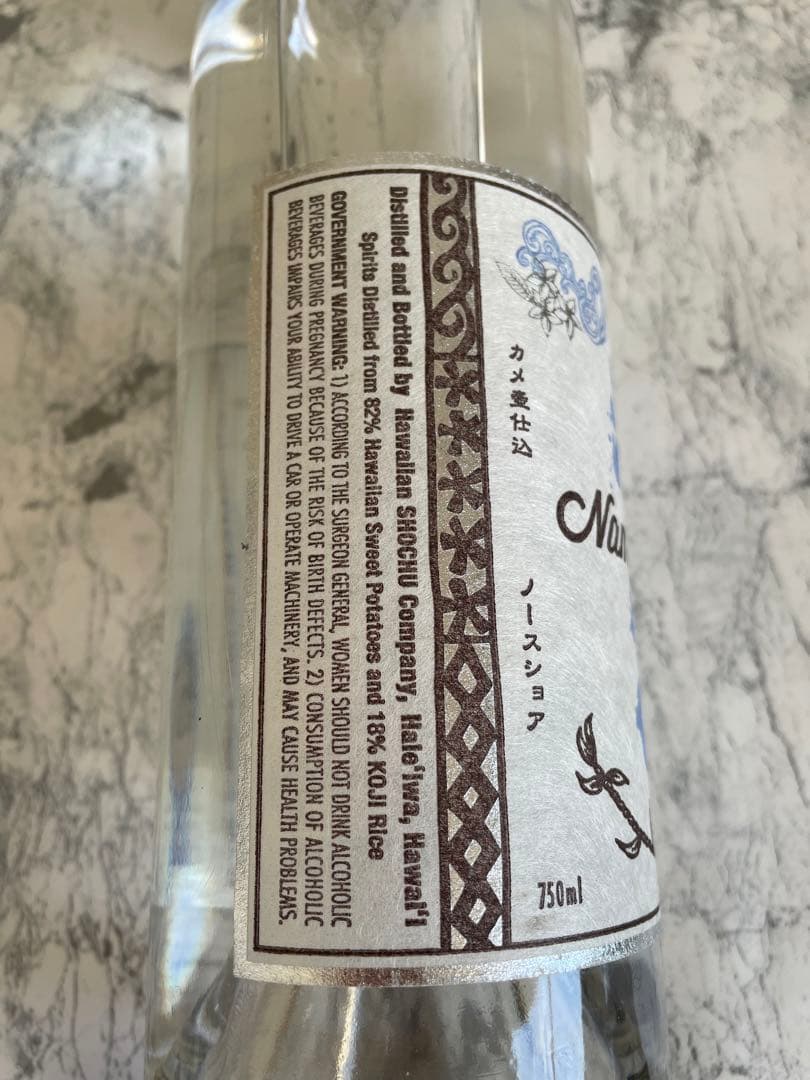 Distilled and Bottled by Hawaiian SHOCHU Company, Hale'iwa, Hawai'i
Spirits Distilled from 82% Hawaiian Sweet Potatoes and 18% KOJI Rice
GOVERNMENT WARNING: 1) ACCORDING TO THE SURGEON GENERAL, WOMEN SHOULD NOT DRINK ALCOHOLIC
BEVERAGES DURING PREGNANCY BECAUSE OF THE RISK OF BIRTH DEFECTS. 2) CONSUMPTION OF ALCOHOLIC
BEVERAGES IMPAIRS YOUR ABILITY TO DRIVE A CAR OR OPERATE MACHINERY, AND MAY CAUSE HEALTH PROBLEMS.
カメ壷仕込
ノースショア
750ml